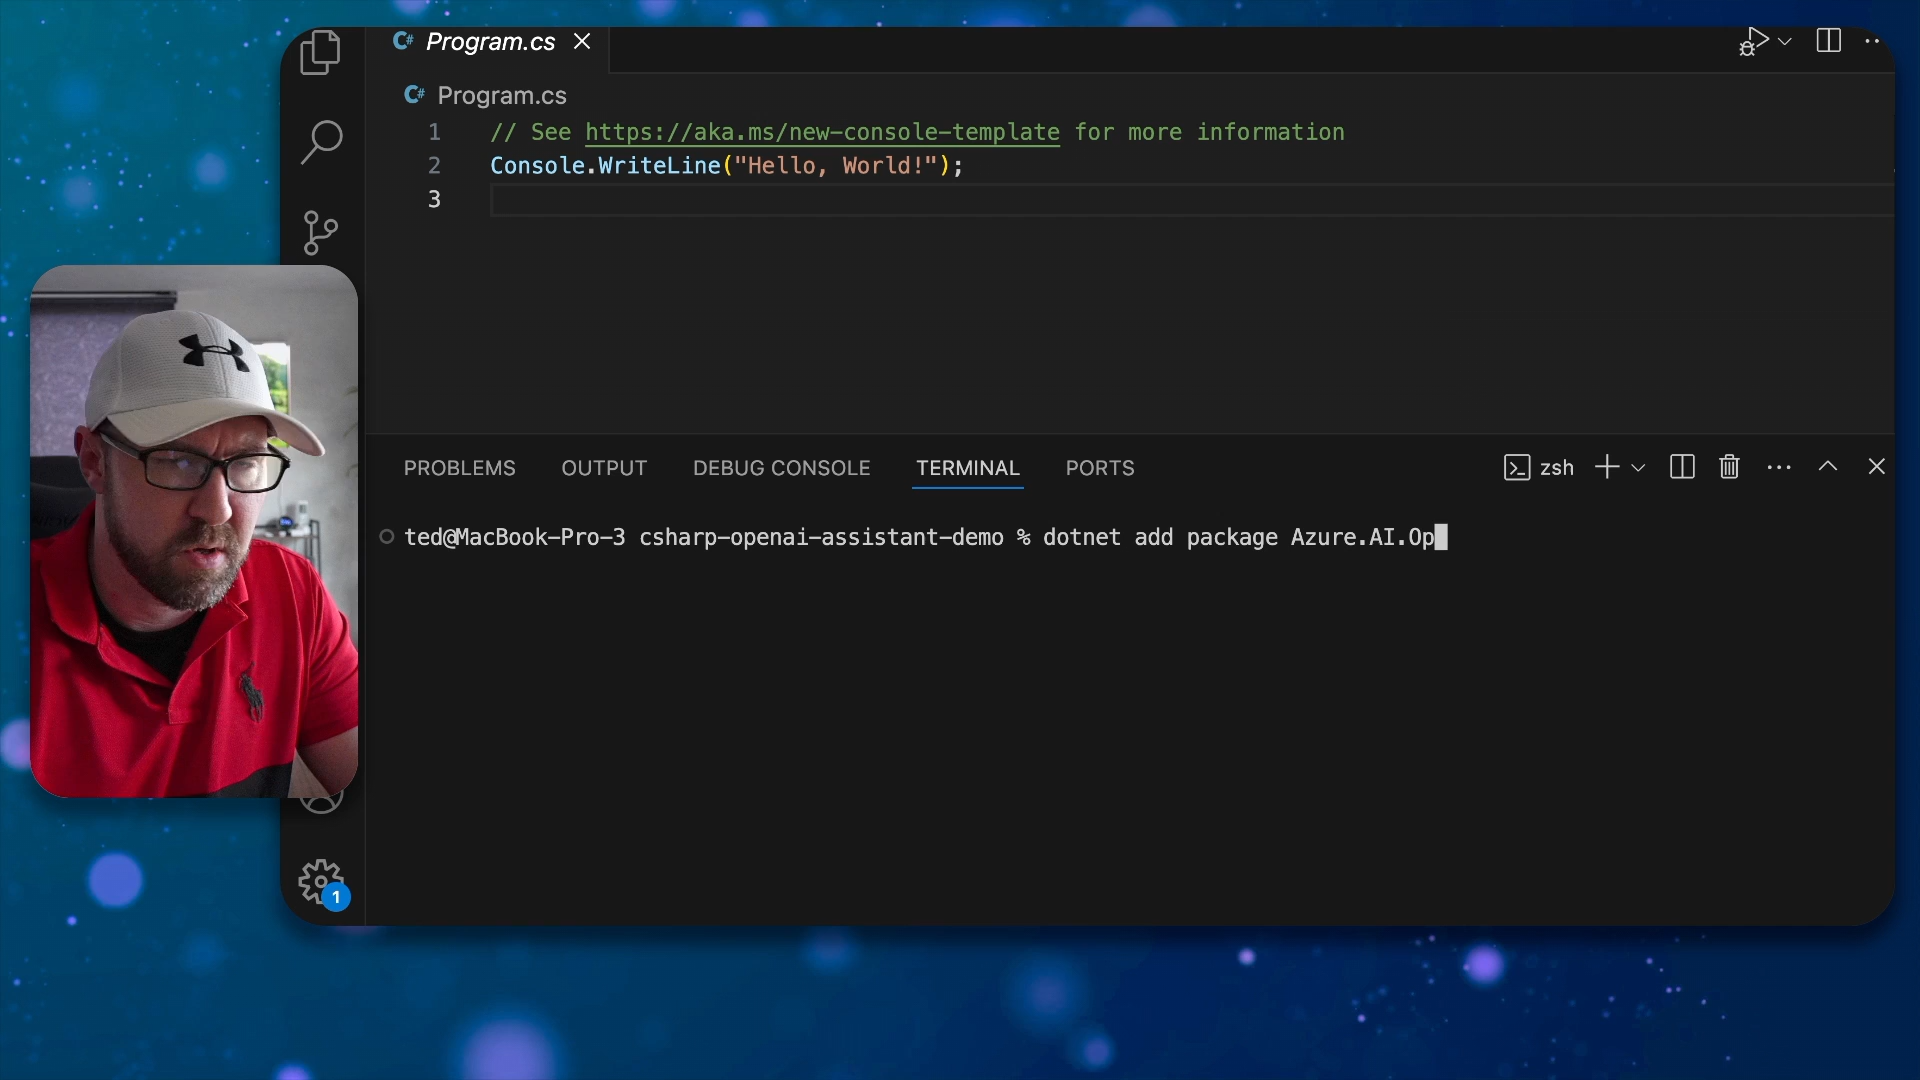 C# Program.cs
C# Program.cs
1 // See https://aka.ms/new-console-template for more information
2 Console.WriteLine("Hello, World!");
3
PROBLEMS OUTPUT DEBUG CONSOLE TERMINAL PORTS zsh
ted@MacBook-Pro-3 csharp-openai-assistant-demo % dotnet add package Azure.AI.Op
1